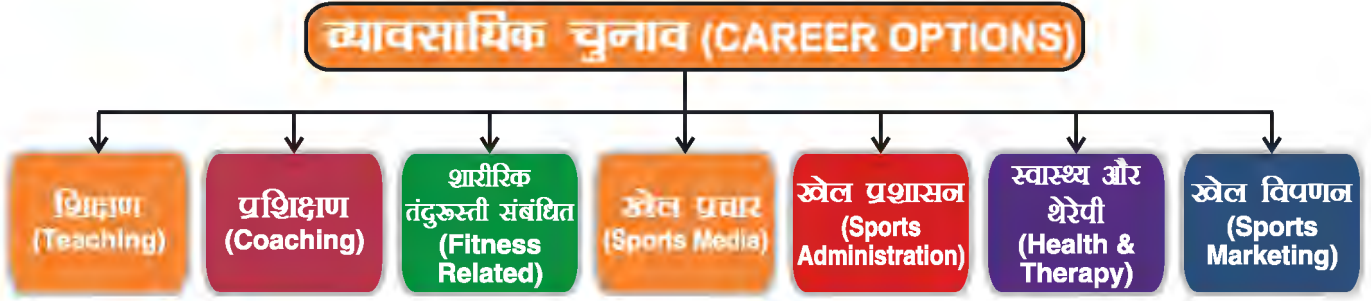 व्यावसायिक चुनाव (CAREER OPTIONS)
शिक्षण
(Teaching)
प्रशिक्षण
(Coaching)
शारीरिक
तंदुरूस्ती संबंधित
(Fitness
Related)
खेल प्रचार
(Sports Media)
खेल प्रशासन
(Sports
Administration)
स्वास्थ्य और
थेरेपी
(Health &
Therapy)
खेल विपणन
(Sports
Marketing)